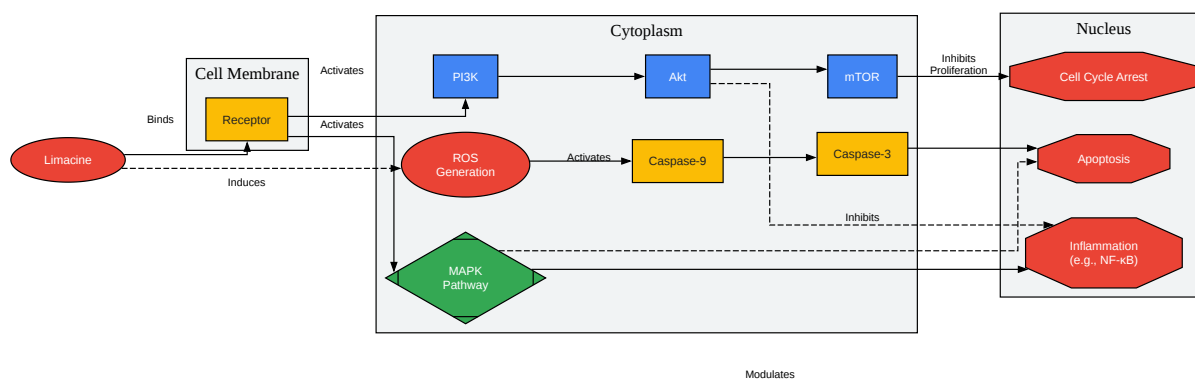 Nucleus
Cytoplasm
Cell Membrane
Activates
PI3K
Akt
mTOR
Inhibits
Proliferation
Cell Cycle Arrest
Binds
Receptor
Activates
Limacine
Induces
ROS
Generation
Activates
Caspase-9
Caspase-3
Apoptosis
Inhibits
Inflammation
(e.g., NF-κB)
MAPK
Pathway
Modulates